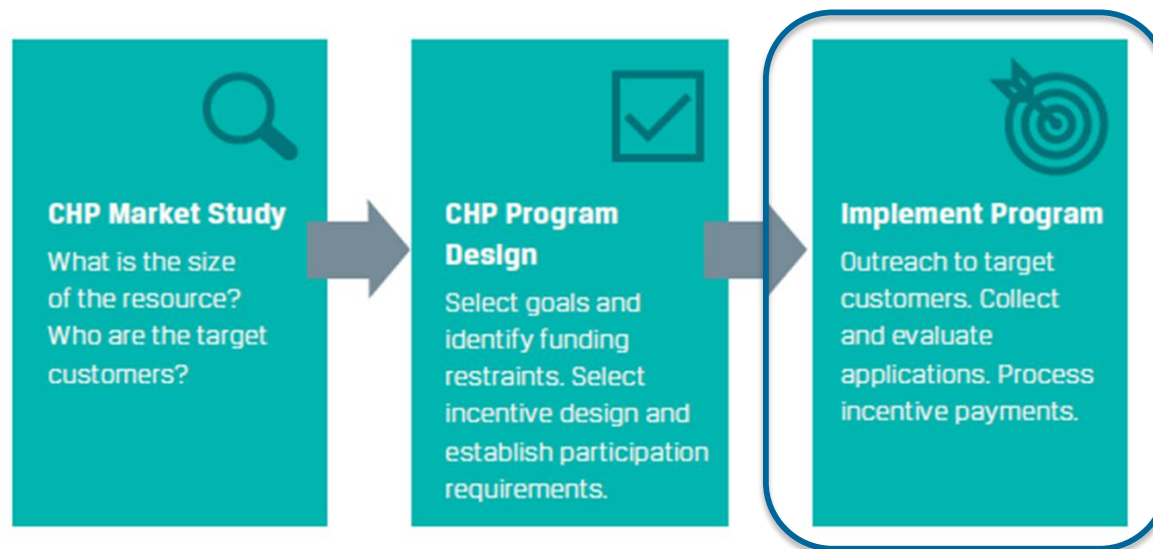 CHP Market Study
What is the size
of the resource?
Who are the target
customers?
CHP Program
Design
Select goals and
identify funding
restraints. Select
incentive design and
establish participation
requirements.
Implement Program
Outreach to target
customers. Collect
and evaluate
applications. Process
incentive payments.